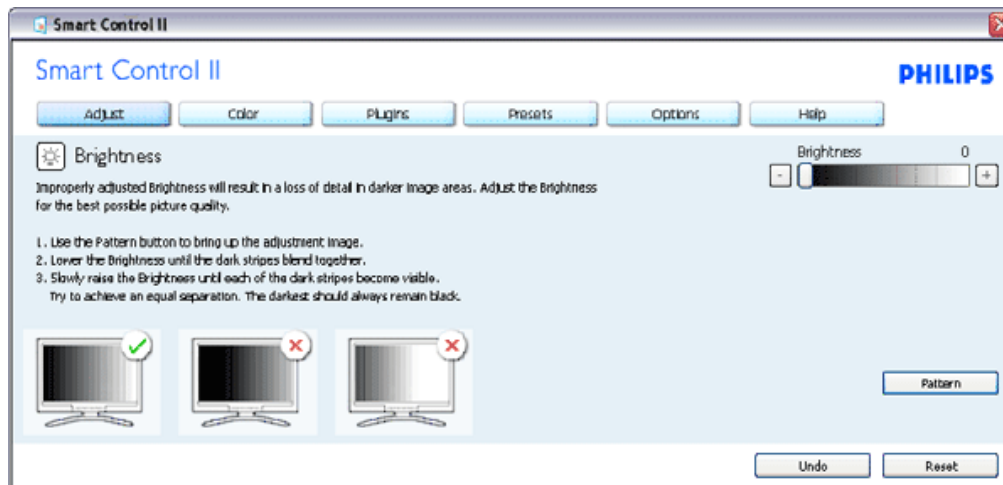 Smart Control II
Smart Control II
PHILIPS
Adjust Color Plugins Presets Options Help
Brightness
Brightness 0
Improperly adjusted Brightness will result in a loss of detail in darker image areas. Adjust the Brightness
for the best possible picture quality.
- +
1. Use the Pattern button to bring up the adjustment image.
2. Lower the Brightness until the dark stripes blend together.
3. Slowly raise the Brightness until each of the dark stripes become visible.
Try to achieve an equal separation. The darkest should always remain black.
Pattern
Undo Reset